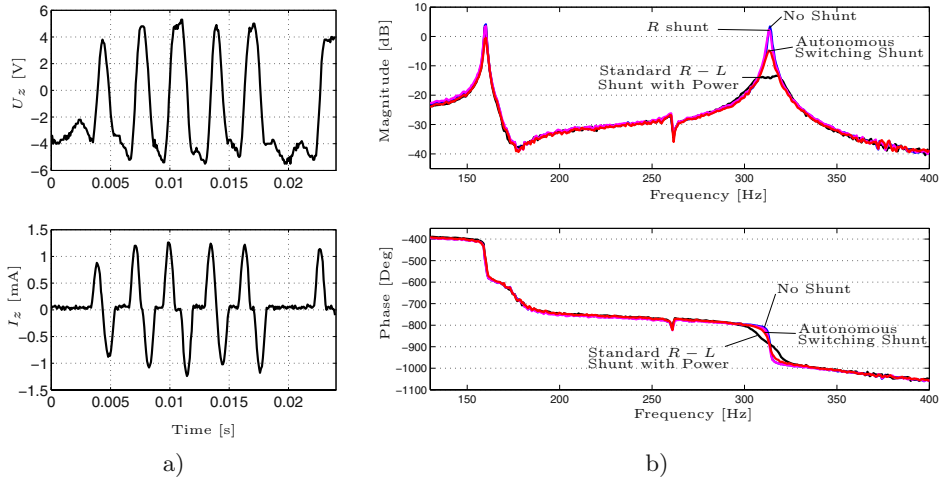 a)
6
4
2
0
−2
−4
−6
U_z [V]
0 0.005 0.01 0.015 0.02
1.5
1
0.5
0
−0.5
−1
−1.5
I_z [mA]
0 0.005 0.01 0.015 0.02
Time [s]
a)
b)
10
0
−10
−20
−30
−40
Magnitude [dB]
No Shunt
R shunt
Autonomous
Switching Shunt
Standard R − L
Shunt with Power
150 200 250 300 350 400
Frequency [Hz]
−400
−500
−600
−700
−800
−900
−1000
−1100
Phase [Deg]
No Shunt
Autonomous
Switching Shunt
Standard R − L
Shunt with Power
150 200 250 300 350 400
Frequency [Hz]
b)